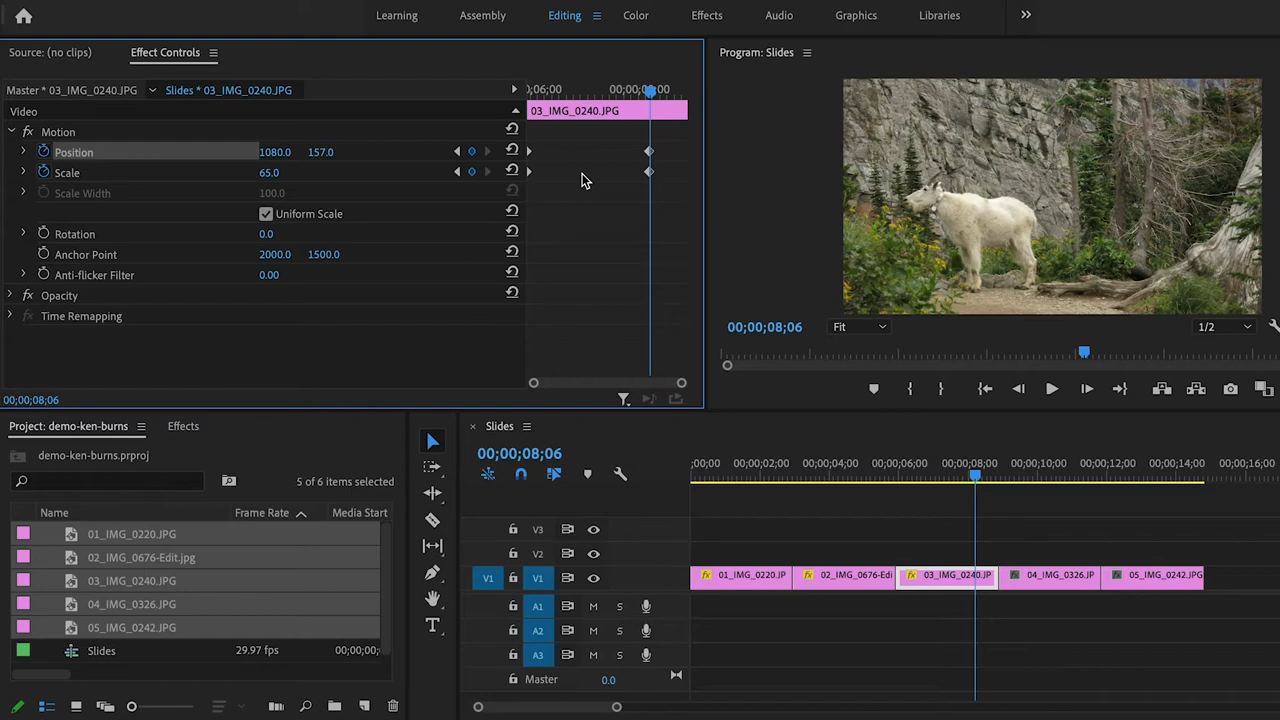 Learning Assembly Editing Color Effects Audio Graphics Libraries
Source: (no clips) Effect Controls
Program: Slides
Master * 03_IMG_0240.JPG Slides * 03_IMG_0240.JPG
;06;00
Video
03_IMG_0240.JPG
fx Motion
Position 1080.0 157.0
Scale 65.0
Scale Width 100.0
Uniform Scale
Rotation 0.0
Anchor Point 2000.0 1500.0
Anti-flicker Filter 0.00
fx Opacity
fx Time Remapping
00;00;08;06
00;00;08;06 Fit 1/2
Project: demo-ken-burns Effects
demo-ken-burns.prproj
5 of 6 items selected
Name Frame Rate Media Start
01_IMG_0220.JPG
02_IMG_0676-Edit.jpg
03_IMG_0240.JPG
04_IMG_0326.JPG
05_IMG_0242.JPG
Slides 29.97 fps 00;00;00;
× Slides
00;00;08;06
;00;00 00;00;02;00 00;00;04;00 00;00;06;00 00;00;08;00 00;00;10;00 00;00;12;00 00;00;14;00 00;00;16;00
V3
V2
V1 V1 fx 01_IMG_0220.JP fx 02_IMG_0676-Edi fx 03_IMG_0240.JP fx 04_IMG_0326.JP fx 05_IMG_0242.JPG
A1 M S
A2 M S
A3 M S
Master 0.0
T